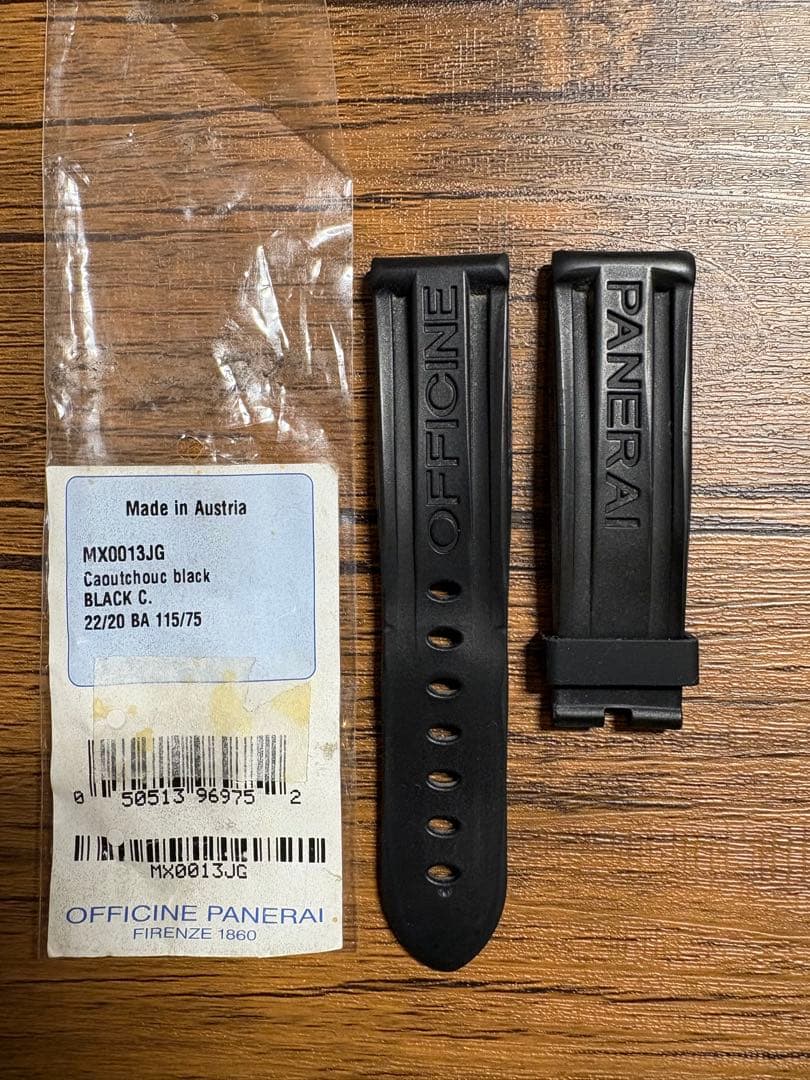 Made in Austria
MX0013JG
Caoutchouc black
BLACK C.
22/20 BA 115/75
0 50513 96975 2
MX0013JG
OFFICINE PANERAI
FIRENZE 1860
OFFICINE
PANERAI